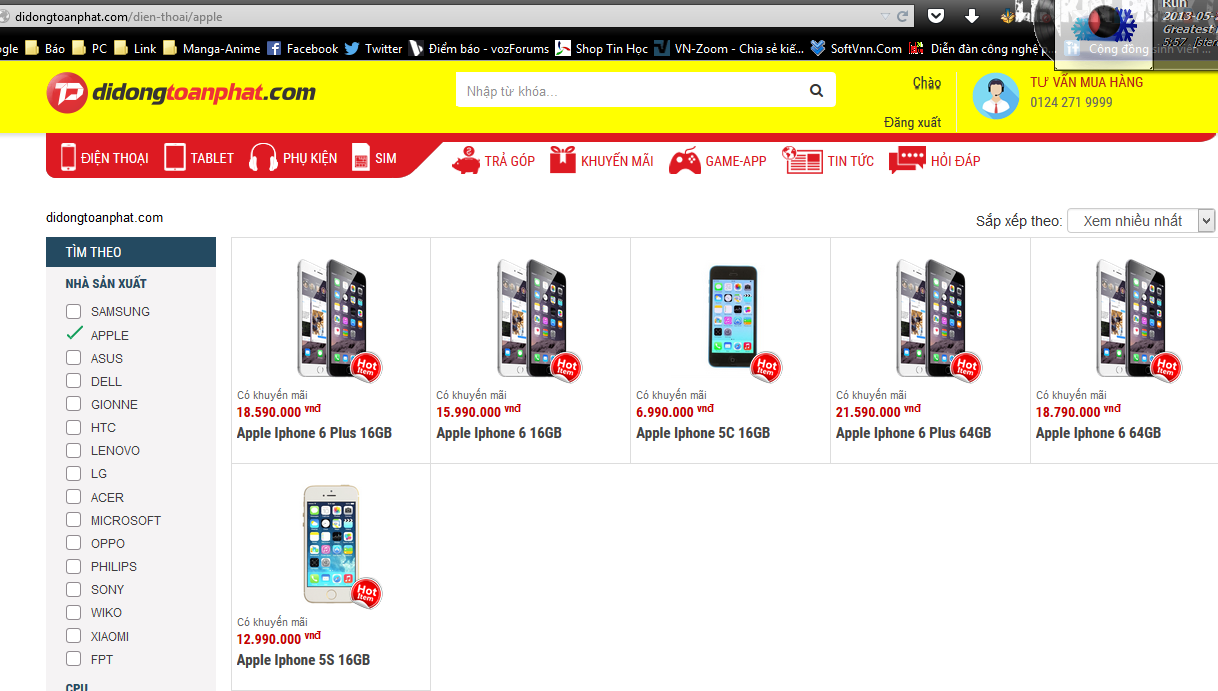 didongtoanphat.com/dien-thoai/apple
Run
2013-05-
Greatest
5:57
gle Báo PC Link Manga-Anime Facebook Twitter Điểm báo - vozForums Shop Tin Học VN-Zoom - Chia sẻ kiế... SoftVnn.Com Diễn đàn công nghệ p... Cộng đồng sinh viên ...
TP didongtoanphat.com
Nhập từ khóa...
Chào
Đăng xuất
TƯ VẤN MUA HÀNG
0124 271 9999
ĐIỆN THOẠI TABLET PHỤ KIỆN SIM TRẢ GÓP KHUYẾN MÃI GAME-APP TIN TỨC HỎI ĐÁP
didongtoanphat.com
Sắp xếp theo: Xem nhiều nhất
TÌM THEO
NHÀ SẢN XUẤT
SAMSUNG
APPLE
ASUS
DELL
GIONNE
HTC
LENOVO
LG
ACER
MICROSOFT
OPPO
PHILIPS
SONY
WIKO
XIAOMI
FPT
CPU
Hot Item
Có khuyến mãi
18.590.000 vnđ
Apple Iphone 6 Plus 16GB
Hot Item
Có khuyến mãi
15.990.000 vnđ
Apple Iphone 6 16GB
Hot Item
Có khuyến mãi
6.990.000 vnđ
Apple Iphone 5C 16GB
Hot Item
Có khuyến mãi
21.590.000 vnđ
Apple Iphone 6 Plus 64GB
Hot Item
Có khuyến mãi
18.790.000 vnđ
Apple Iphone 6 64GB
Hot Item
Có khuyến mãi
12.990.000 vnđ
Apple Iphone 5S 16GB